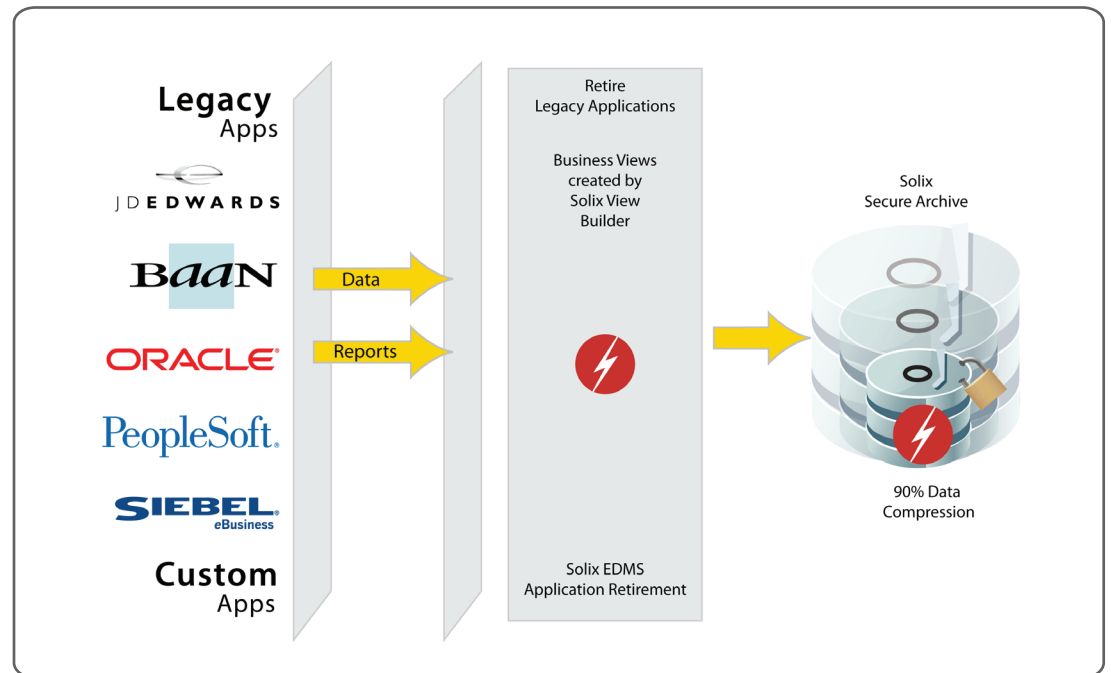 Legacy
Apps
JDEDWARDS
BaaN
ORACLE®
PeopleSoft®
SIEBEL®
eBusiness
Custom
Apps
Data
Reports
Retire
Legacy Applications
Business Views
created by
Solix View
Builder
Solix EDMS
Application Retirement
Solix
Secure Archive
90% Data
Compression